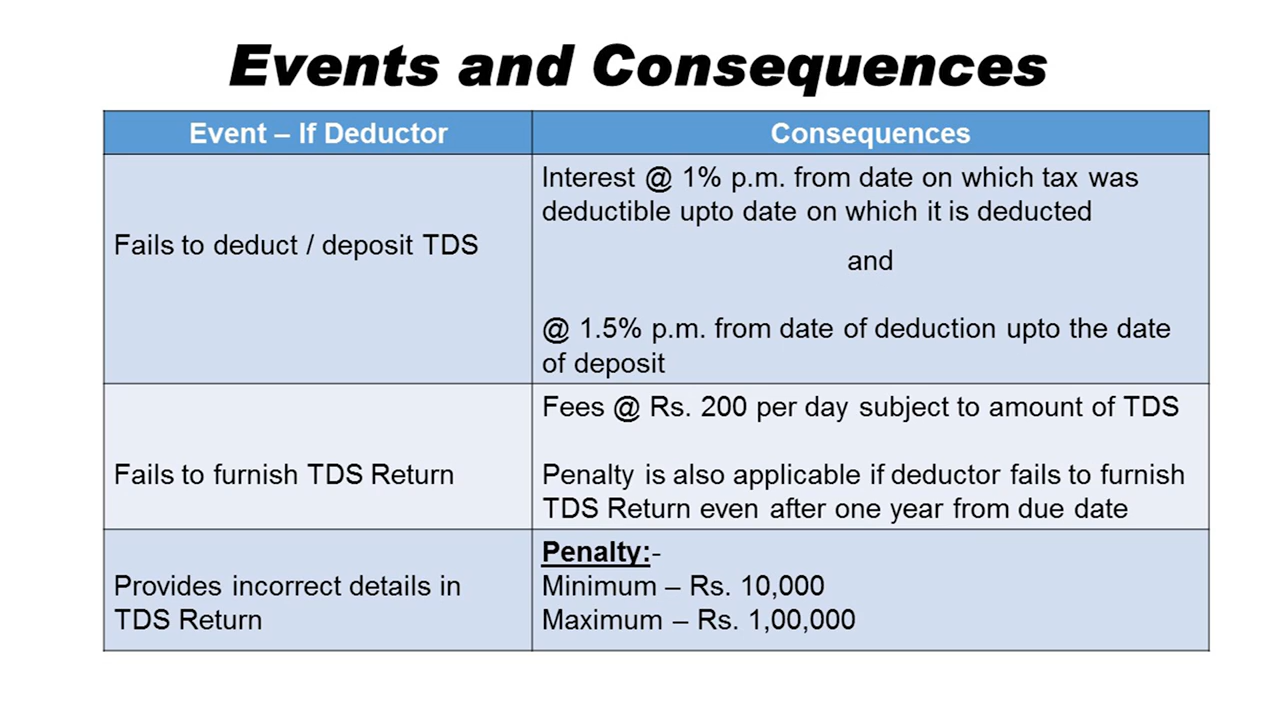 Events and Consequences
Event – If Deductor
Consequences
Fails to deduct / deposit TDS
Interest @ 1% p.m. from date on which tax was
deductible upto date on which it is deducted
and
@ 1.5% p.m. from date of deduction upto the date
of deposit
Fails to furnish TDS Return
Fees @ Rs. 200 per day subject to amount of TDS
Penalty is also applicable if deductor fails to furnish
TDS Return even after one year from due date
Provides incorrect details in
TDS Return
Penalty:-
Minimum – Rs. 10,000
Maximum – Rs. 1,00,000